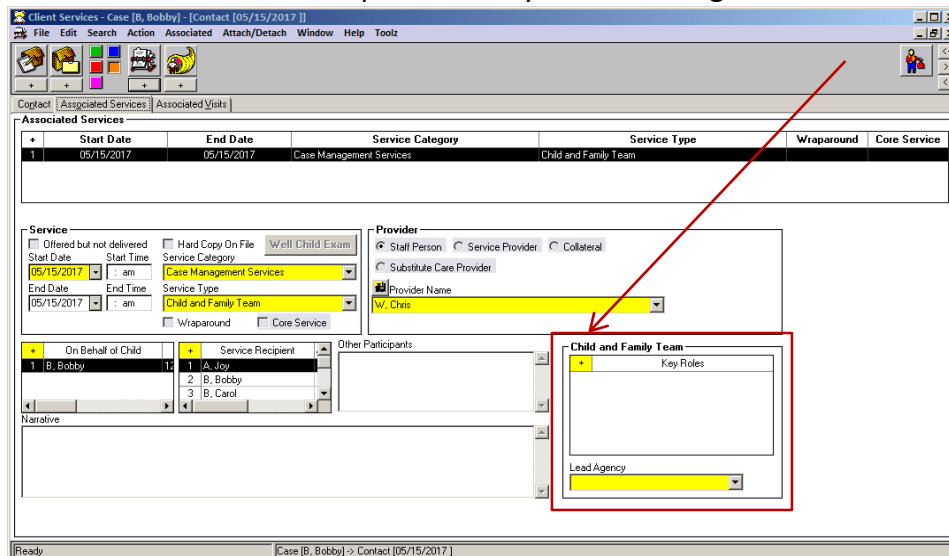 Client Services - Case [B, Bobby] - [Contact [05/15/2017 ]]
File Edit Search Action Associated Attach/Detach Window Help Toolz
+ + + +
Contact Associated Services Associated Visits
Associated Services
+ Start Date End Date Service Category Service Type Wraparound Core Service
1 05/15/2017 05/15/2017 Case Management Services Child and Family Team
Service
Offered but not delivered Hard Copy On File Well Child Exam
Start Date Start Time Service Category
05/15/2017 : am Case Management Services
End Date End Time Service Type
05/15/2017 : am Child and Family Team
Wraparound Core Service
Provider
Staff Person Service Provider Collateral
Substitute Care Provider
Provider Name
W, Chris
+ On Behalf of Child
1 B, Bobby 12
+ Service Recipient
1 A, Joy
2 B, Bobby
3 B, Carol
Other Participants
Child and Family Team
+ Key Roles
Lead Agency
Narrative
Ready Case [B, Bobby] -> Contact [05/15/2017 ]